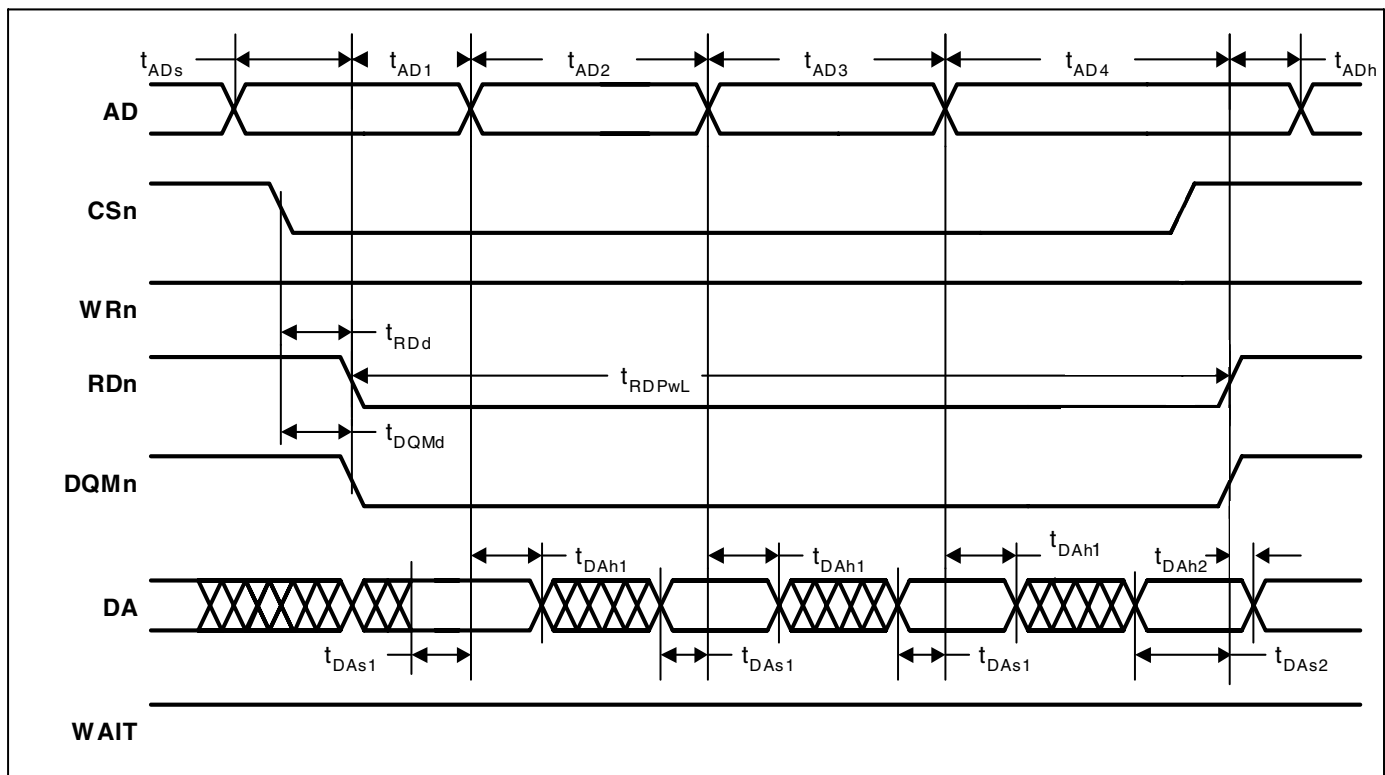 tADs tAD1 tAD2 tAD3 tAD4 tADh
AD
CSn
WRn
tRDd
RDn tRDPwL
tDQMd
DQMn
tDAh1 tDAh1 tDAh1 tDAh2
DA
tDAs1 tDAs1 tDAs1 tDAs2
WAIT